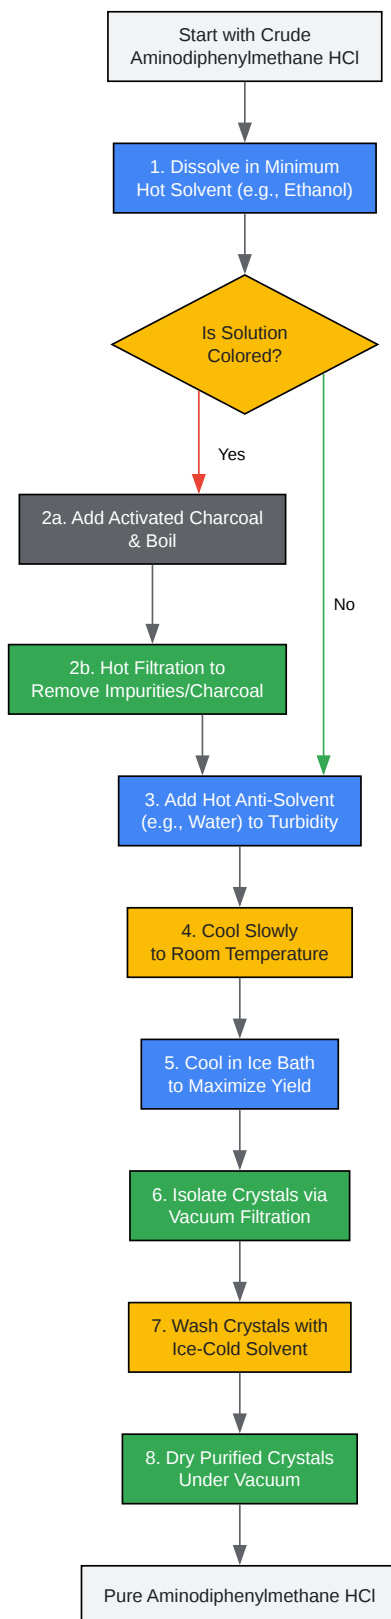 Start with Crude
Aminodiphenylmethane HCl
1. Dissolve in Minimum
Hot Solvent (e.g., Ethanol)
Is Solution
Colored?
Yes
2a. Add Activated Charcoal
& Boil
No
2b. Hot Filtration to
Remove Impurities/Charcoal
3. Add Hot Anti-Solvent
(e.g., Water) to Turbidity
4. Cool Slowly
to Room Temperature
5. Cool in Ice Bath
to Maximize Yield
6. Isolate Crystals via
Vacuum Filtration
7. Wash Crystals with
Ice-Cold Solvent
8. Dry Purified Crystals
Under Vacuum
Pure Aminodiphenylmethane HCl